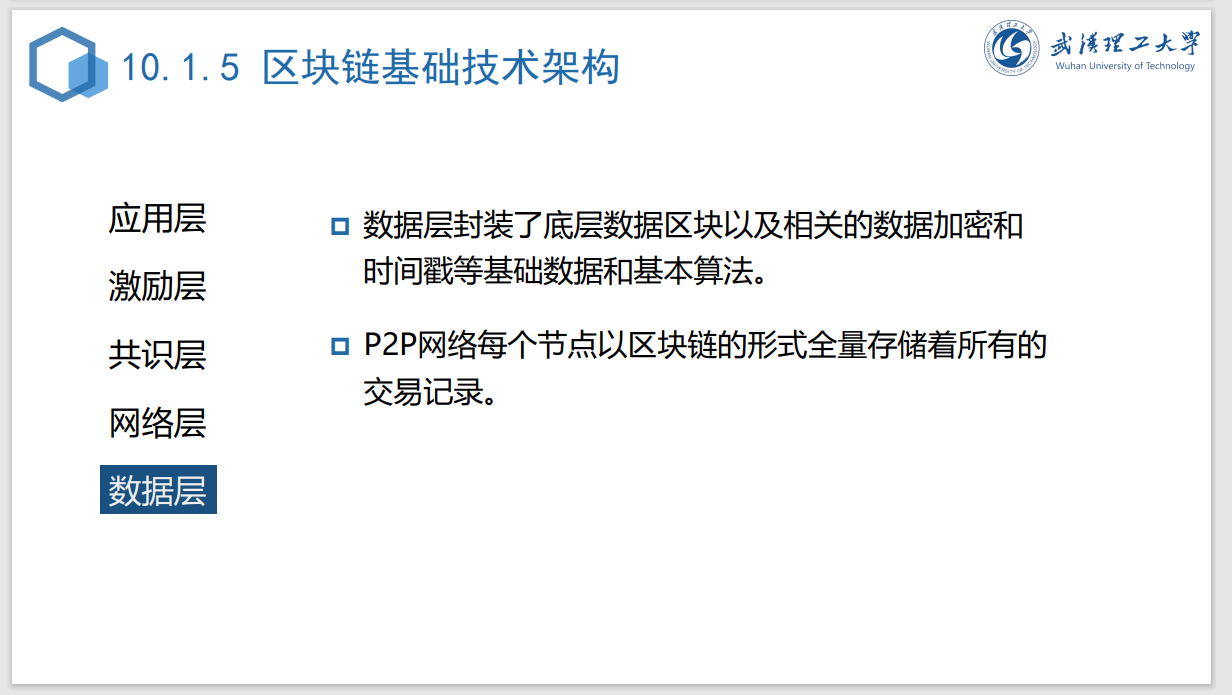 10.1.5 区块链基础技术架构
武汉理工大学
Wuhan University of Technology
应用层
激励层
共识层
网络层
数据层
数据层封装了底层数据区块以及相关的数据加密和
时间戳等基础数据和基本算法。
P2P网络每个节点以区块链的形式全量存储着所有的
交易记录。